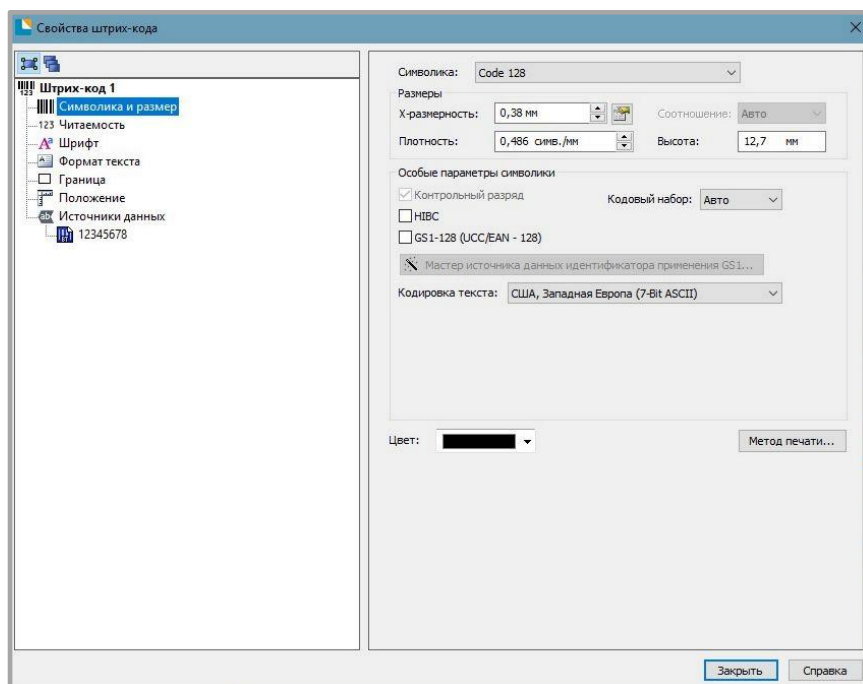 Свойства штрих-кода
Штрих-код 1
Символика и размер
123 Читаемость
Шрифт
Формат текста
Граница
Положение
Источники данных
12345678
Символика: Code 128
Размеры
X-размерность: 0,38 мм Соотношение: Авто
Плотность: 0,486 симв./мм Высота: 12,7 мм
Особые параметры символики
Контрольный разряд Кодовый набор: Авто
HIBC
GS1-128 (UCC/EAN - 128)
Мастер источника данных идентификатора применения GS1...
Кодировка текста: США, Западная Европа (7-Bit ASCII)
Цвет: Метод печати...
Закрыть Справка